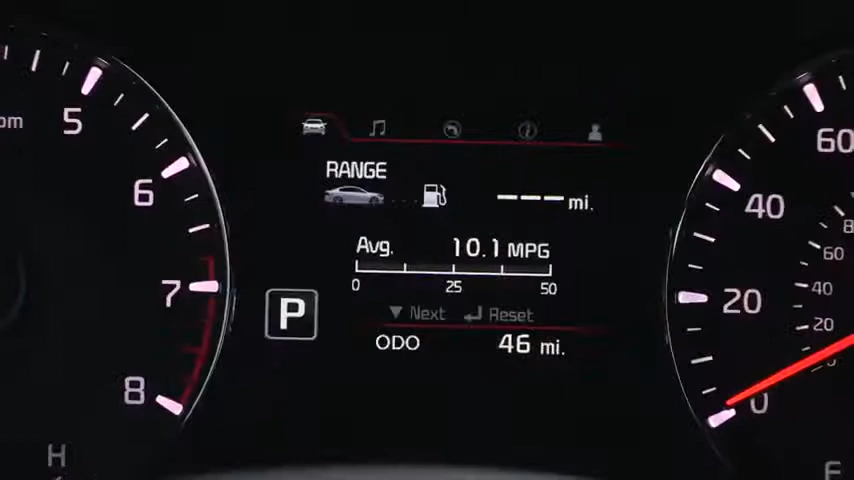 5
6
7
8
H
RANGE
--- mi.
Avg. 10.1 MPG
0 25 50
Next Reset
P
ODO 46 mi.
60
40
20
0
60
40
20